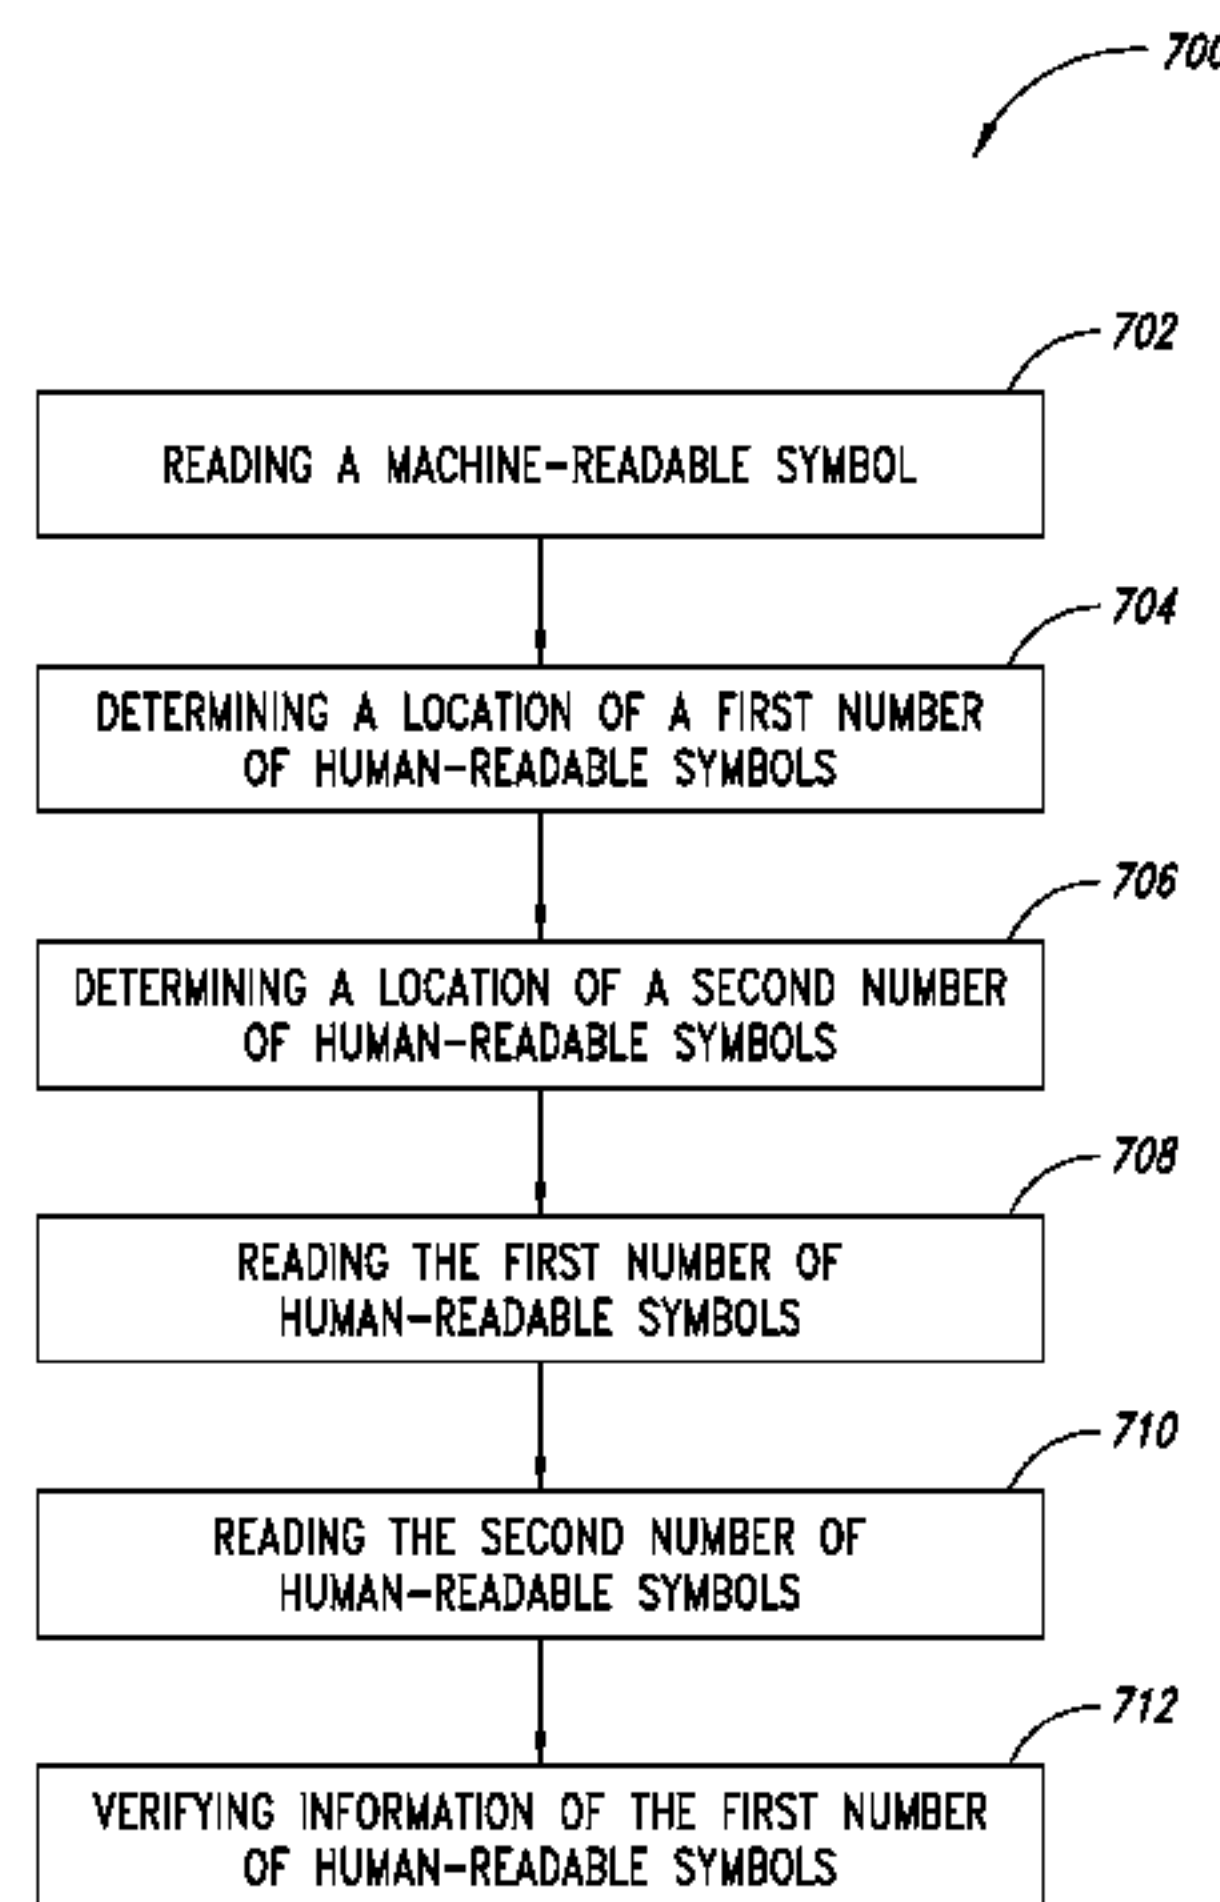 700
702
READING A MACHINE-READABLE SYMBOL
704
DETERMINING A LOCATION OF A FIRST NUMBER
OF HUMAN-READABLE SYMBOLS
706
DETERMINING A LOCATION OF A SECOND NUMBER
OF HUMAN-READABLE SYMBOLS
708
READING THE FIRST NUMBER OF
HUMAN-READABLE SYMBOLS
710
READING THE SECOND NUMBER OF
HUMAN-READABLE SYMBOLS
712
VERIFYING INFORMATION OF THE FIRST NUMBER
OF HUMAN-READABLE SYMBOLS